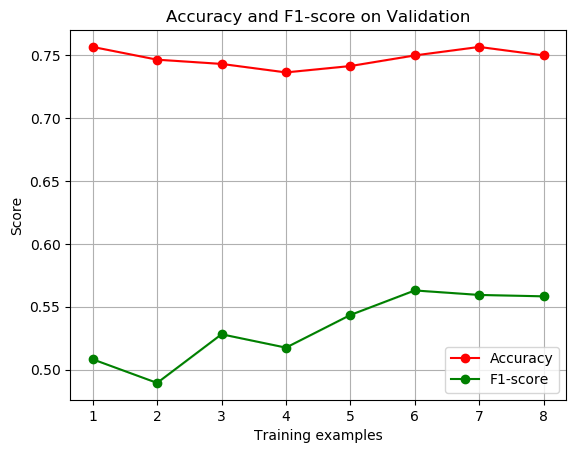 Accuracy and F1-score on Validation
Score
0.75
0.70
0.65
0.60
0.55
0.50
Accuracy
F1-score
1 2 3 4 5 6 7 8
Training examples